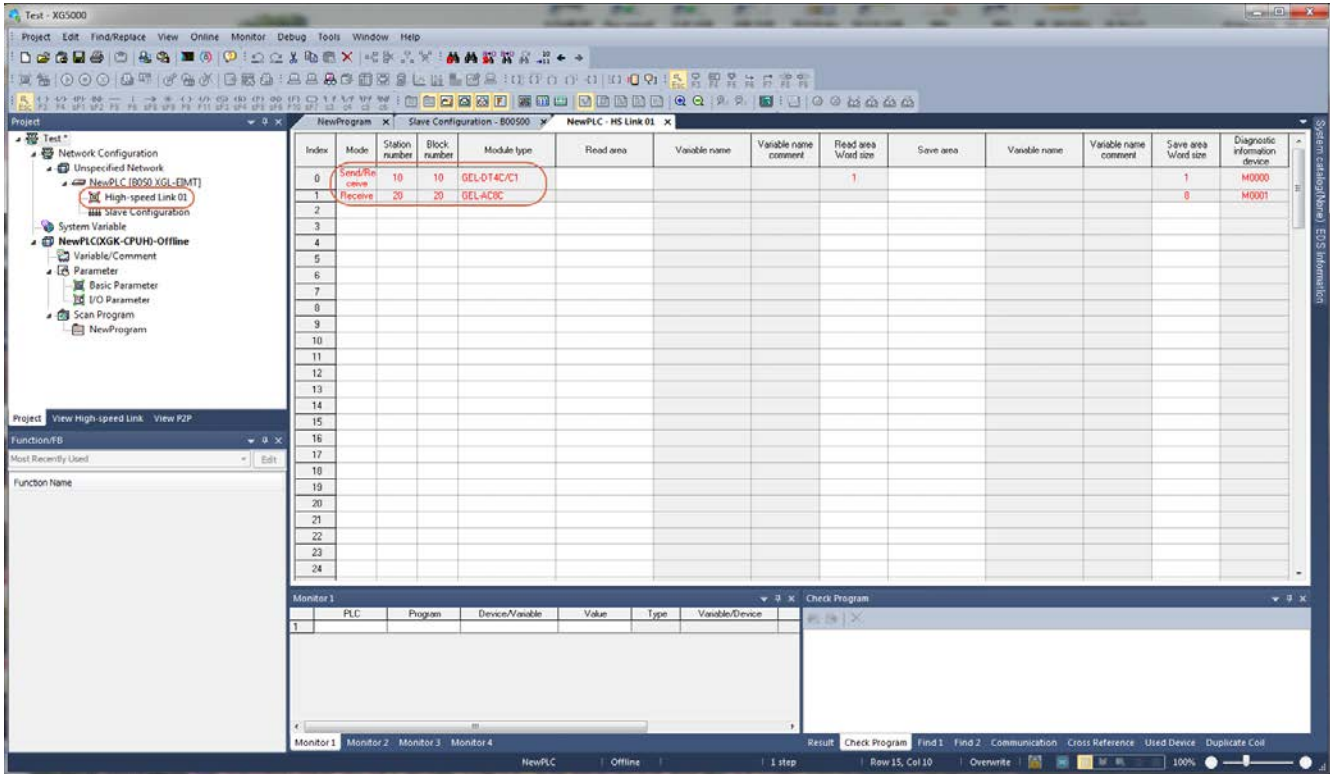 Test - XG5000
Project Edit Find/Replace View Online Monitor Debug Tools Window Help
Project
Test *
Network Configuration
Unspecified Network
NewPLC [B0S0 XGL-EIMT]
High-speed Link 01
Slave Configuration
System Variable
NewPLC(XGK-CPUH)-Offline
Variable/Comment
Parameter
Basic Parameter
I/O Parameter
Scan Program
NewProgram
Project View High-speed Link View P2P
Function/FB
Most Recently Used Edit
Function Name
NewProgram Slave Configuration - B00S00 NewPLC - HS Link 01
Index Mode Station number Block number Module type Read area Variable name Variable name comment Read area Word size Save area Variable name Variable name comment Save area Word size Diagnostic information device
0 Send/Receive 10 10 GEL-DT4C/C1 1 1 M0000
1 Receive 20 20 GEL-AC8C 8 M0001
2
3
4
5
6
7
8
9
10
11
12
13
14
15
16
17
18
19
20
21
22
23
24
System catalog(None) EDS information
Monitor 1
PLC Program Device/Variable Value Type Variable/Device
1
Monitor 1 Monitor 2 Monitor 3 Monitor 4
Check Program
Result Check Program Find 1 Find 2 Communication Cross Reference Used Device Duplicate Coil
NewPLC Offline 1 step Row 15, Col 10 Overwrite 100%